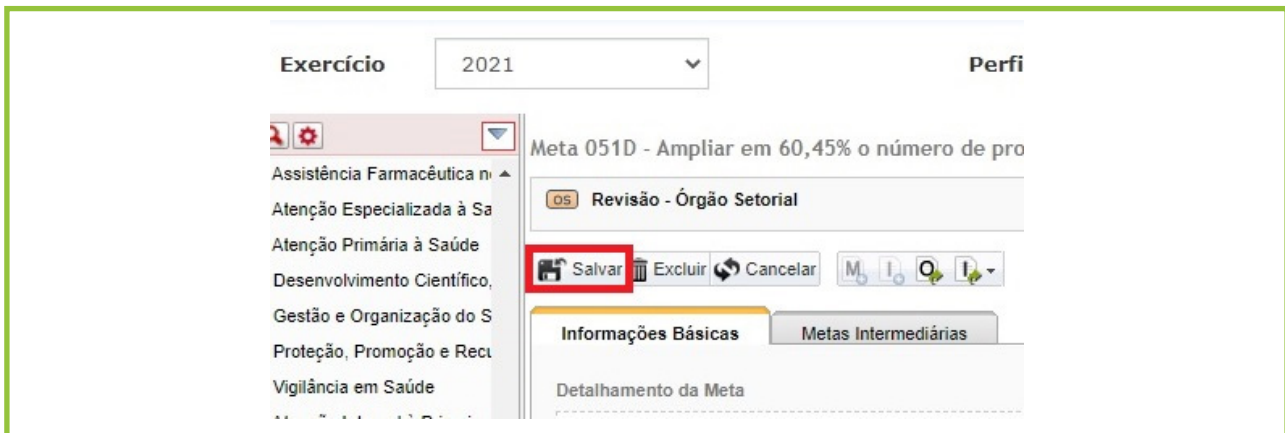 Exercício 2021 Perfi
Meta 051D - Ampliar em 60,45% o número de pro
Assistência Farmacêutica n
Atenção Especializada à Sa
Atenção Primária à Saúde
Desenvolvimento Científico,
Gestão e Organização do S
Proteção, Promoção e Recu
Vigilância em Saúde
OS Revisão - Órgão Setorial
Salvar Excluir Cancelar M I O I
Informações Básicas Metas Intermediárias
Detalhamento da Meta